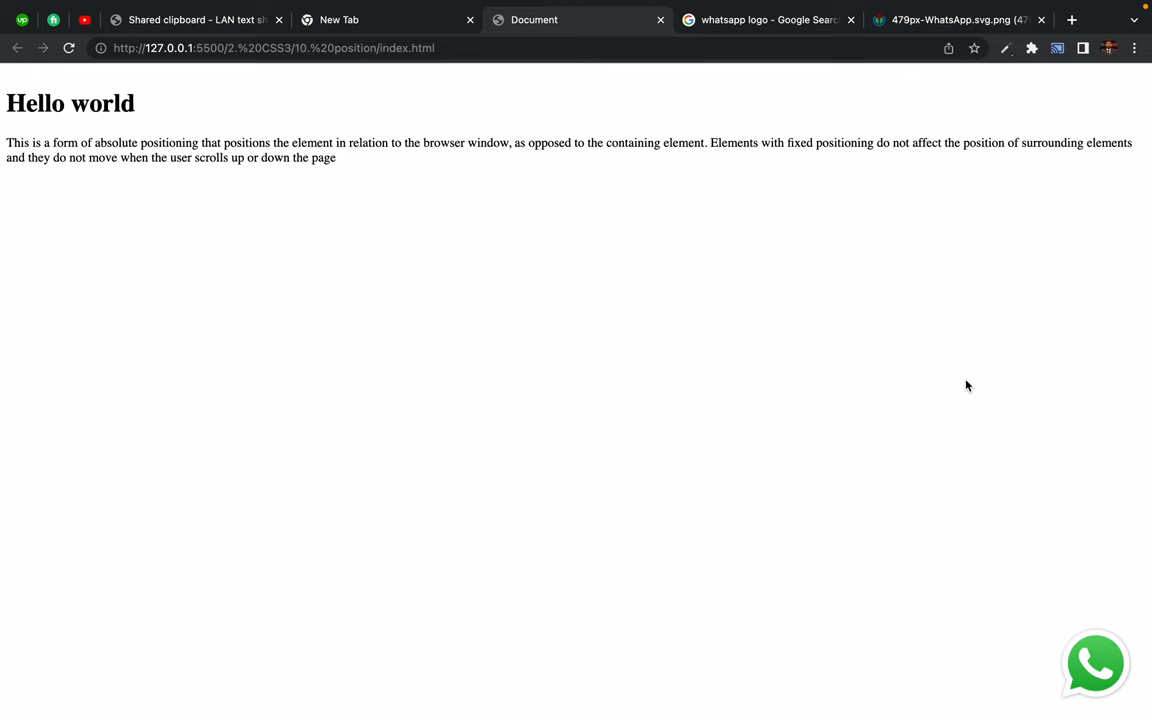 up
fi
Shared clipboard - LAN text sh
New Tab
Document
whatsapp logo - Google Searc
479px-WhatsApp.svg.png (47
http://127.0.0.1:5500/2.%20CSS3/10.%20position/index.html
Hello world
This is a form of absolute positioning that positions the element in relation to the browser window, as opposed to the containing element. Elements with fixed positioning do not affect the position of surrounding elements
and they do not move when the user scrolls up or down the page